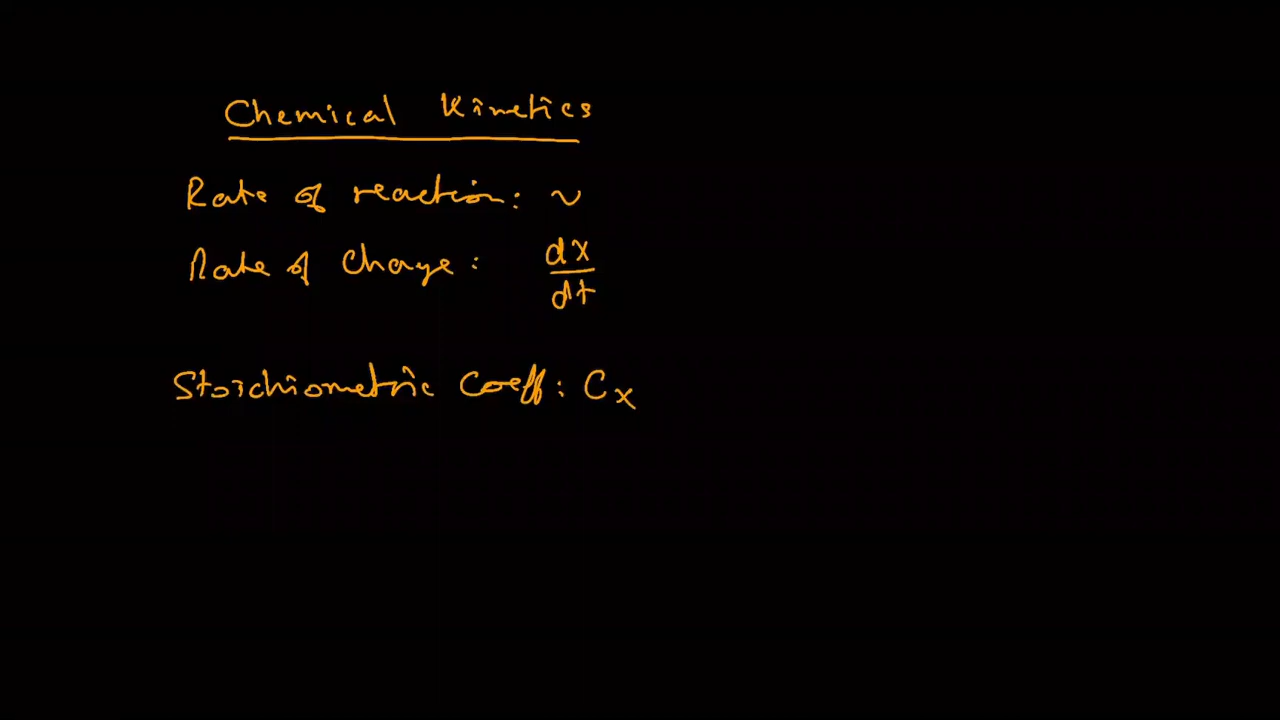 Chemical Kinetics
Rate of reaction: v
Rate of change: dx/dt
Stoichiometric Coeff: Cx